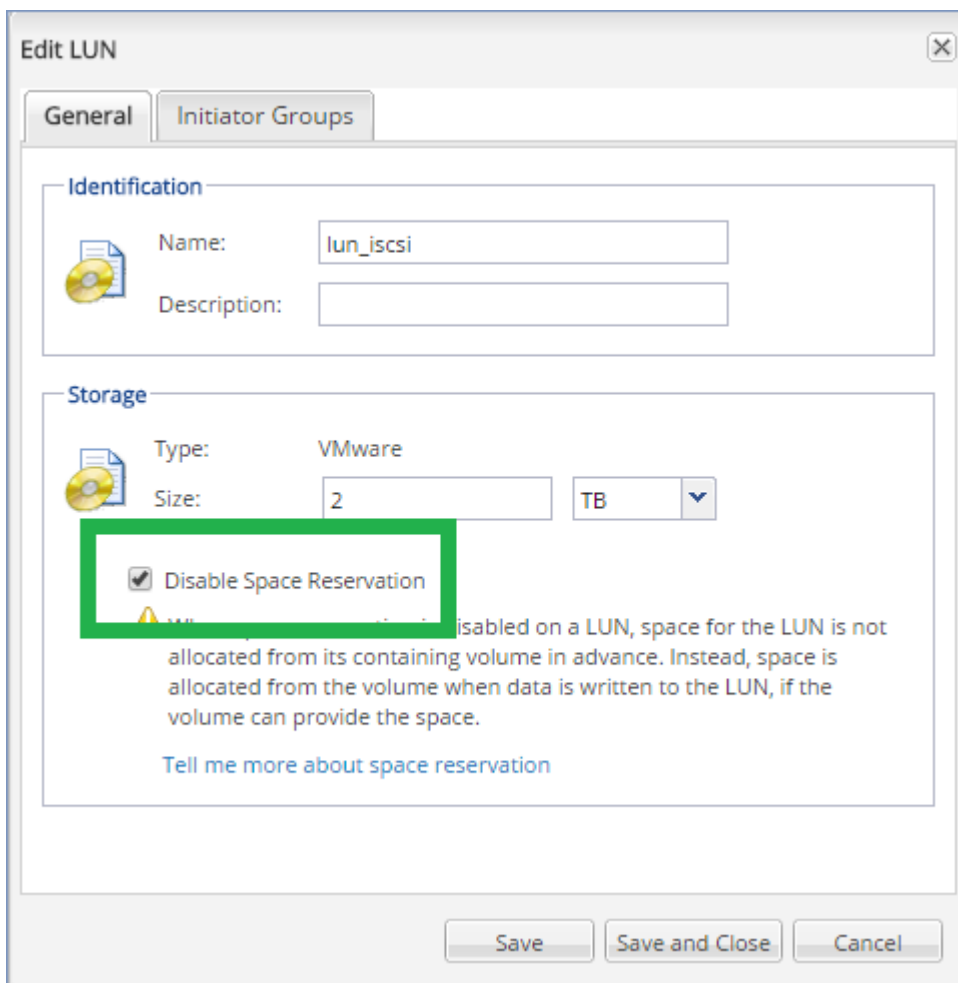 Edit LUN
General
Initiator Groups
Identification
Name:
lun_iscsi
Description:
Storage
Type:
VMware
Size:
2
TB
Disable Space Reservation
isabled on a LUN, space for the LUN is not
allocated from its containing volume in advance. Instead, space is
allocated from the volume when data is written to the LUN, if the
volume can provide the space.
Tell me more about space reservation
Save
Save and Close
Cancel